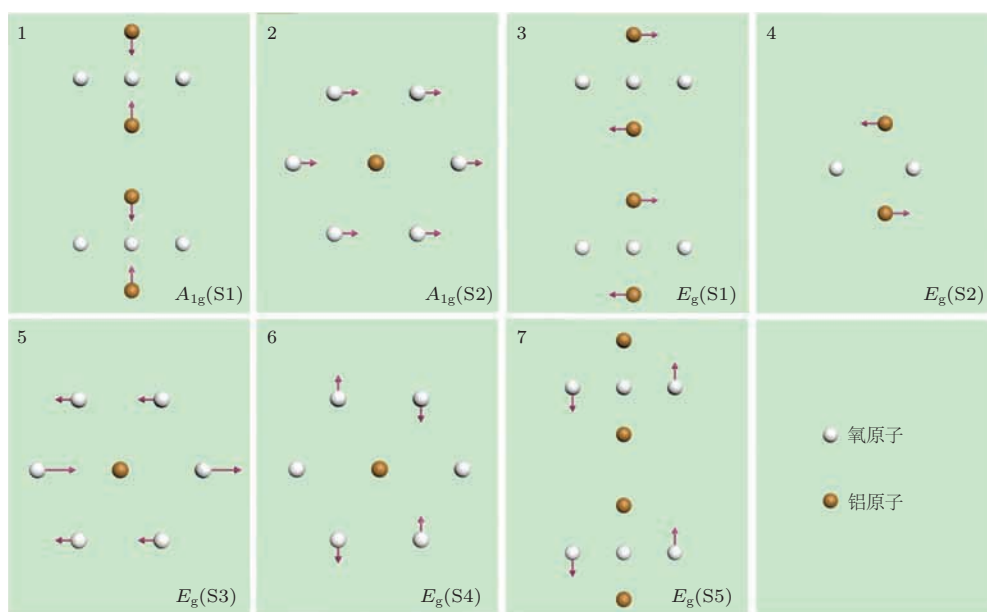 1
A1g(S1)
2
A1g(S2)
3
Eg(S1)
4
Eg(S2)
5
Eg(S3)
6
Eg(S4)
7
Eg(S5)
氧原子
铝原子